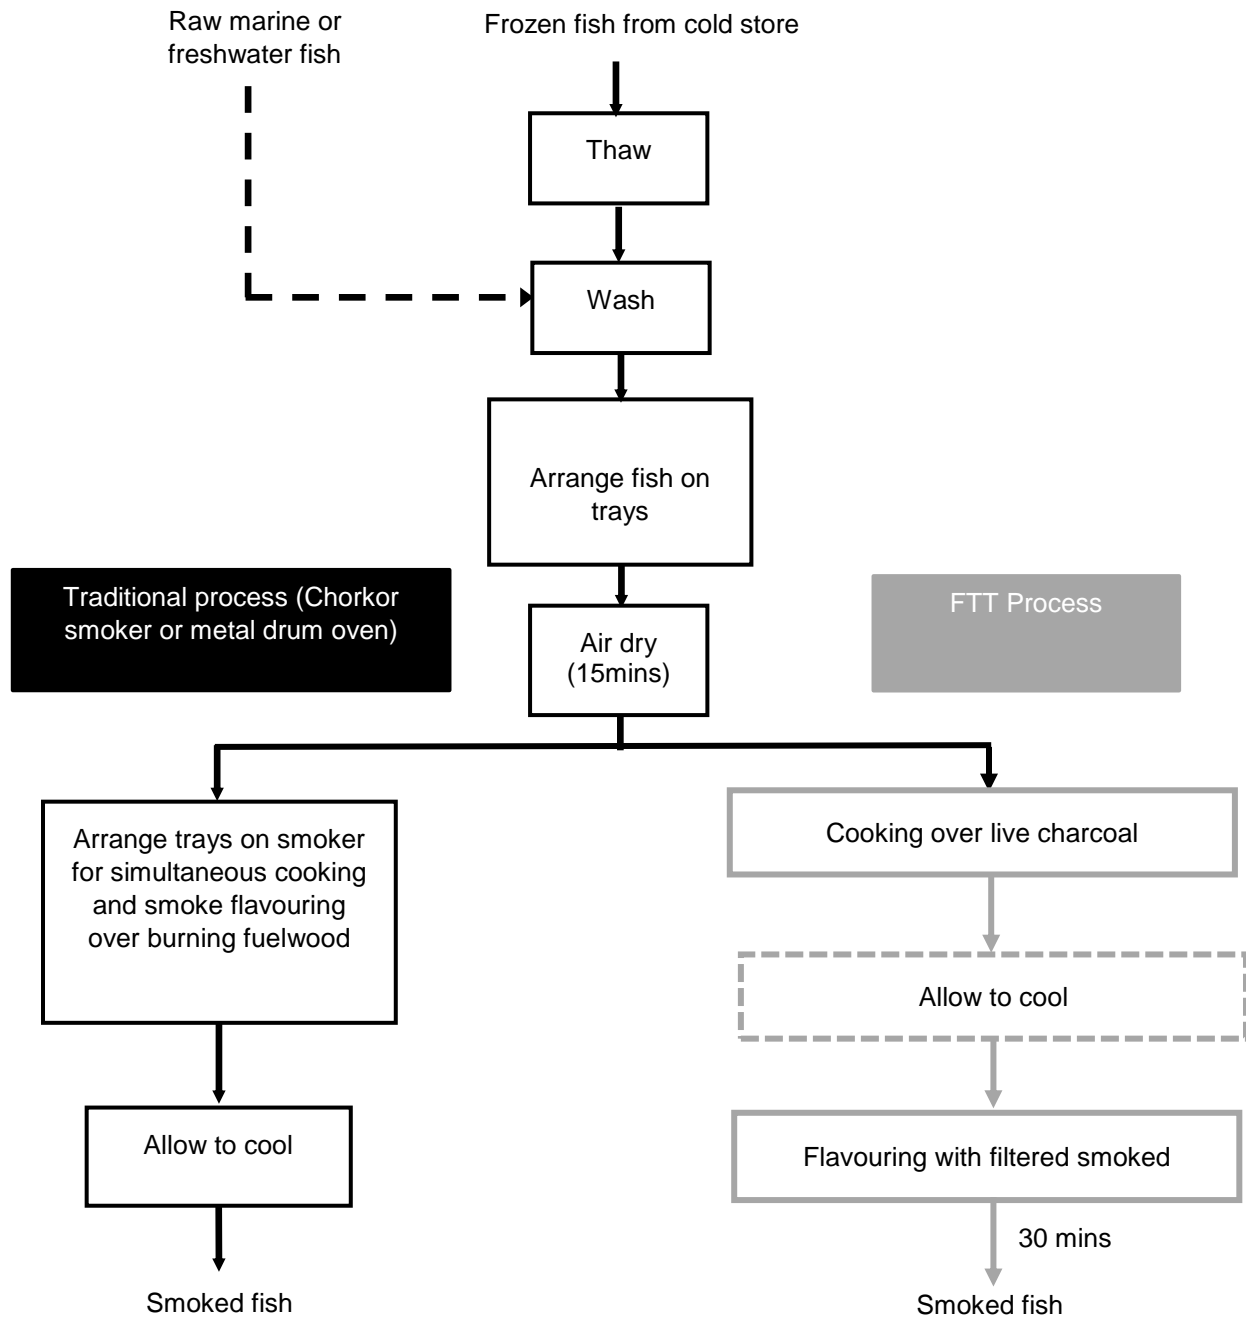 Raw marine or
freshwater fish
Frozen fish from cold store
Thaw
Wash
Arrange fish on
trays
Traditional process (Chorkor
smoker or metal drum oven)
FTT Process
Air dry
(15mins)
Arrange trays on smoker
for simultaneous cooking
and smoke flavouring
over burning fuelwood
Cooking over live charcoal
Allow to cool
Allow to cool
Flavouring with filtered smoked
30 mins
Smoked fish
Smoked fish